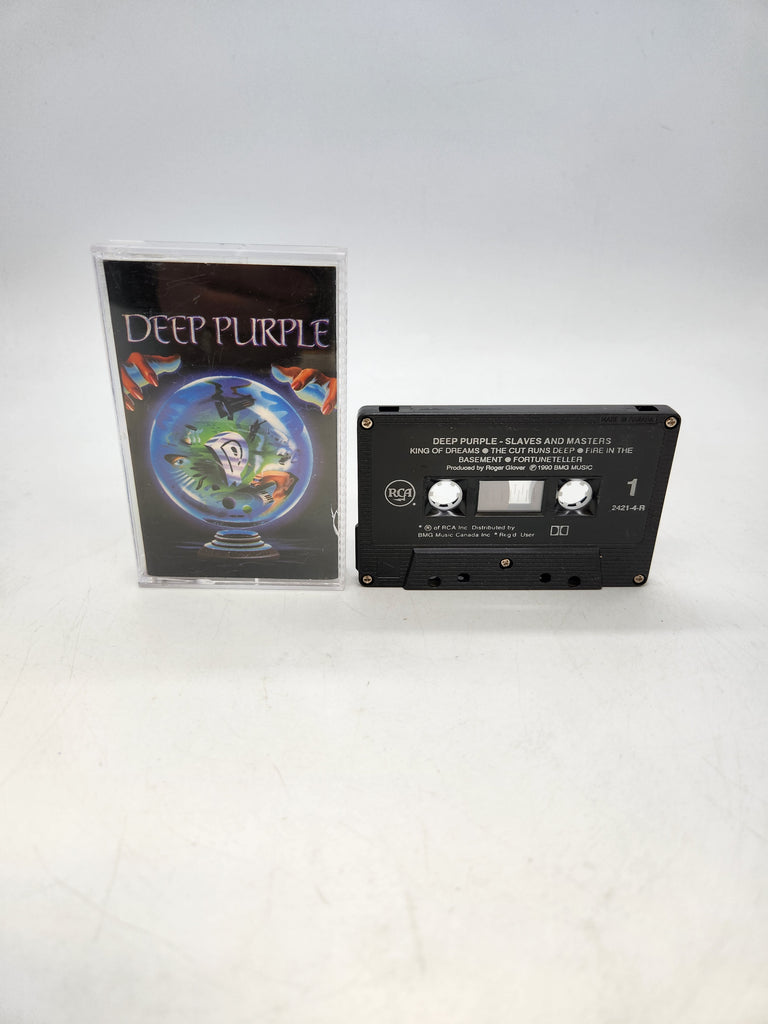 DEEP PURPLE
DEEP PURPLE - SLAVES AND MASTERS
KING OF DREAMS ● THE CUT RUNS DEEP ● FIRE IN THE
BASEMENT ● FORTUNETELLER
Produced by Roger Glover ℗ 1990 BMG MUSIC
RCA
1
2421-4-R
* ® of RCA Inc. Distributed by
BMG Music Canada Inc * Reg'd. User